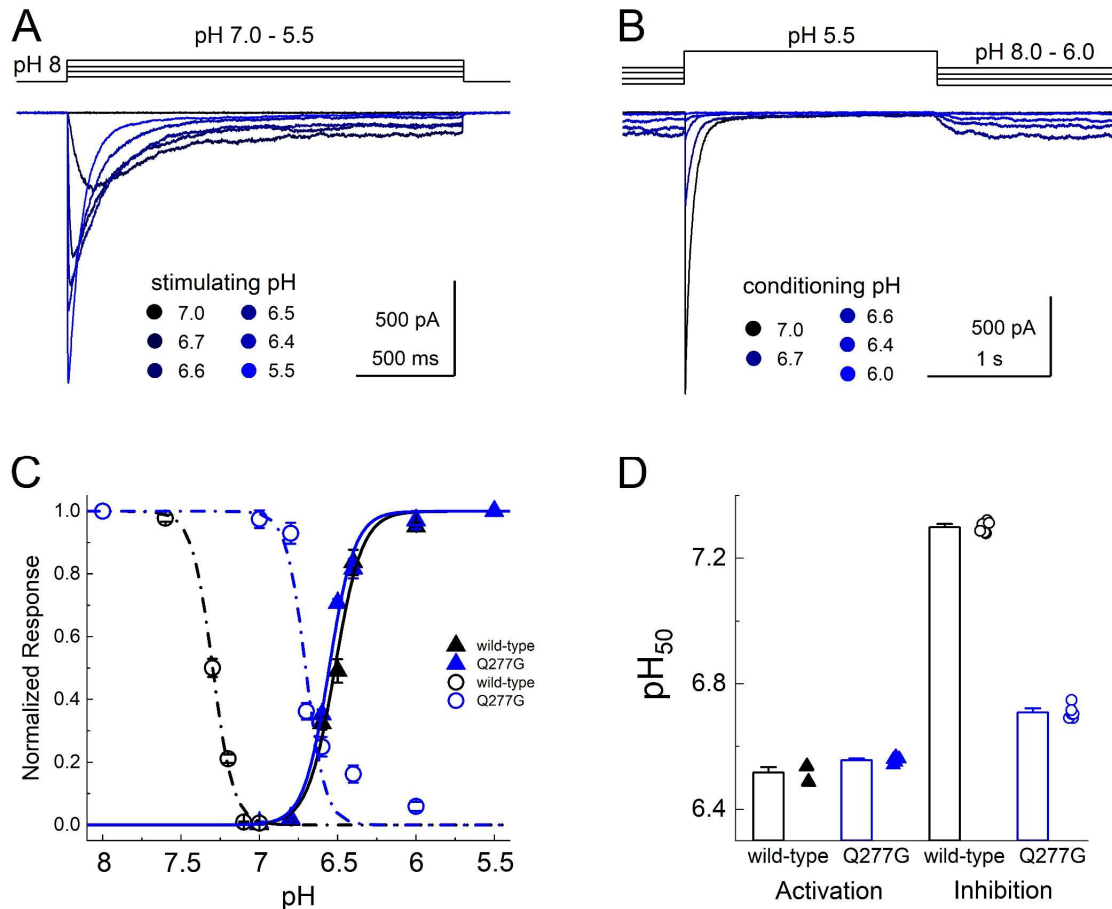 A
pH 7.0 - 5.5
pH 8
stimulating pH
7.0
6.5
6.7
6.4
6.6
5.5
500 pA
500 ms
B
pH 5.5
pH 8.0 - 6.0
conditioning pH
7.0
6.6
6.7
6.4
6.0
500 pA
1 s
C
Normalized Response
1.0
0.8
0.6
0.4
0.2
0.0
8
7.5
7
6.5
6
5.5
pH
wild-type
Q277G
wild-type
Q277G
D
pH50
7.2
6.8
6.4
wild-type
Q277G
wild-type
Q277G
Activation
Inhibition